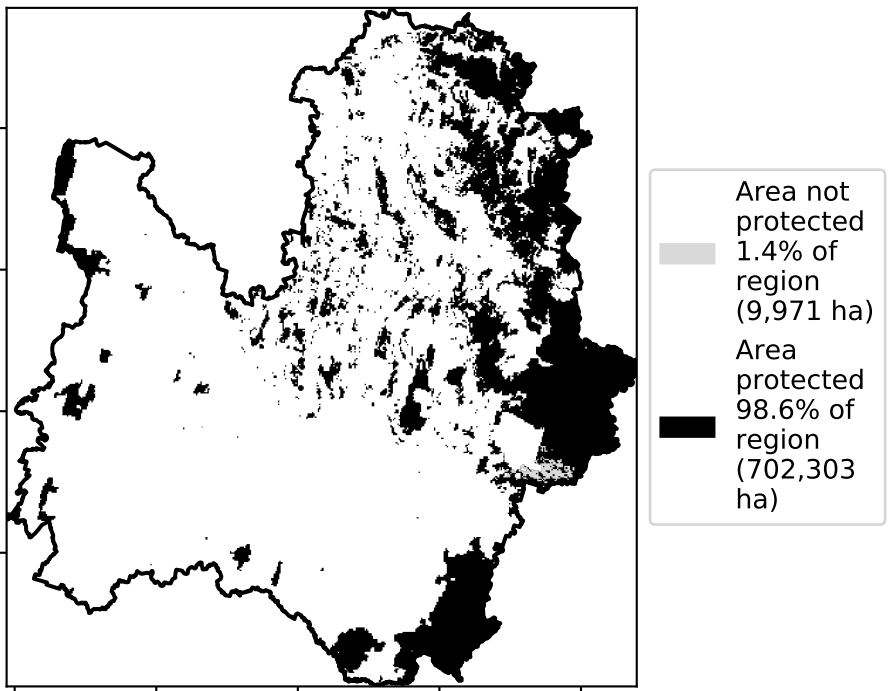 Area not
protected
1.4% of
region
(9,971 ha)
Area
protected
98.6% of
region
(702,303
ha)